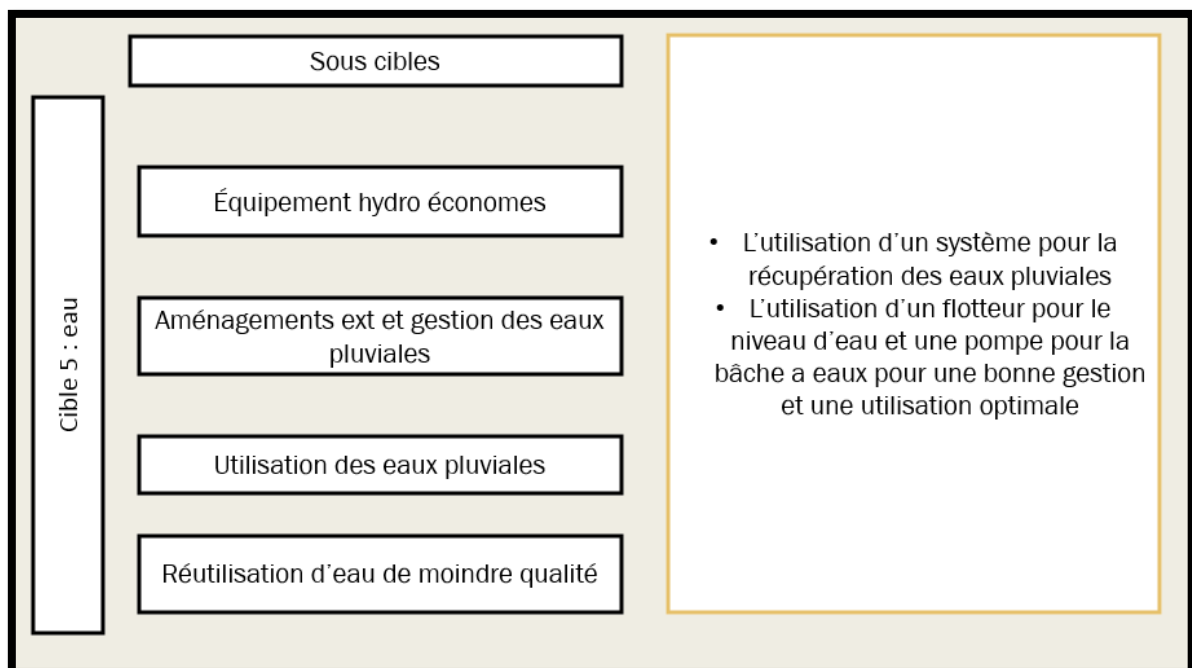 Sous cibles
Cible 5 : eau
Équipement hydro économes
Aménagements ext et gestion des eaux
pluviales
Utilisation des eaux pluviales
Réutilisation d’eau de moindre qualité
• L’utilisation d’un système pour la
récupération des eaux pluviales
• L’utilisation d’un flotteur pour le
niveau d’eau et une pompe pour la
bâche a eaux pour une bonne gestion
et une utilisation optimale